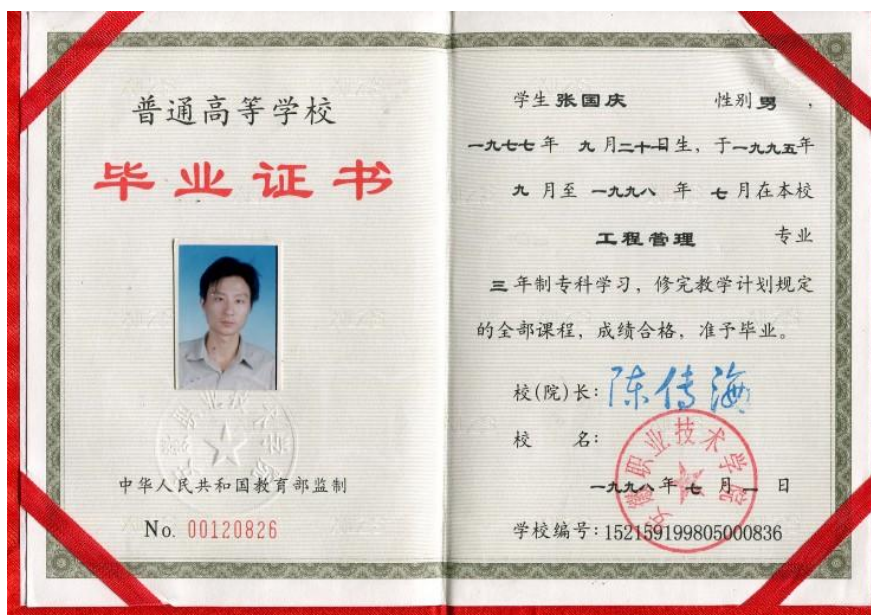 普通高等学校
毕业证书
中华人民共和国教育部监制
No. 00120826
学生 张国庆 性别 男 ，
一九七七年 九月二十日生，于一九九五年
九 月至 一九九八 年 七月在本校
工程管理 专业
三年制专科学习，修完教学计划规定
的全部课程，成绩合格，准予毕业。
校(院)长：陈传海
校 名：
职业技术学院
一九九八年 七 月 一 日
学校编号：152159199805000836